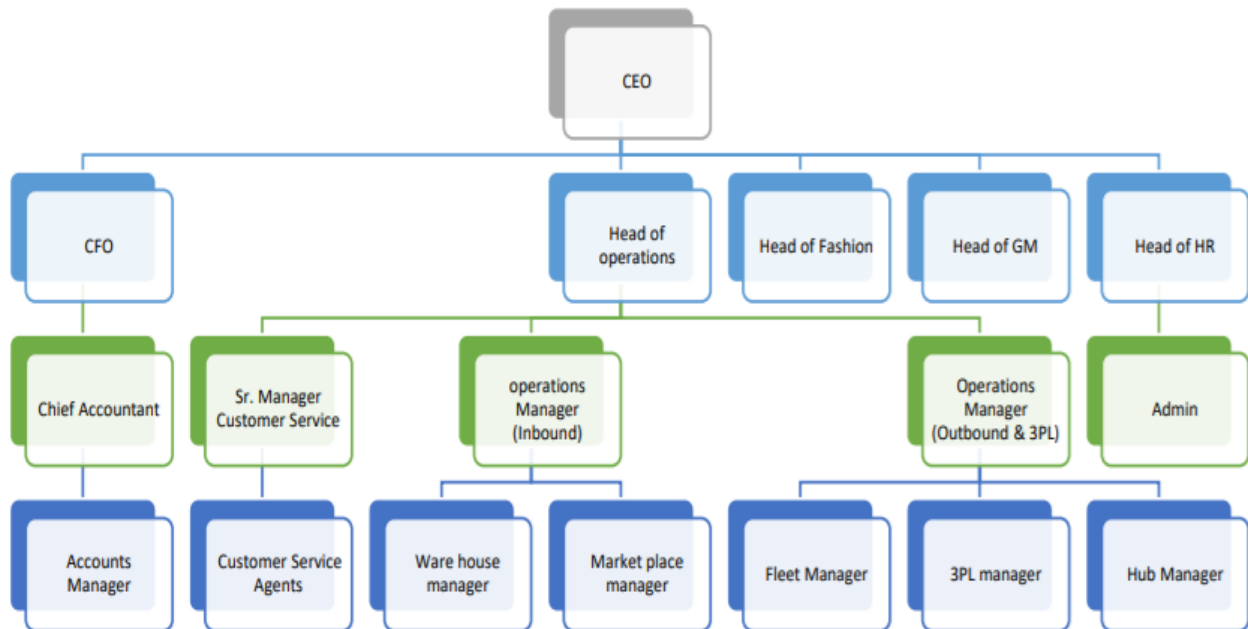 CEO
CFO
Head of
operations
Head of Fashion
Head of GM
Head of HR
Chief Accountant
Sr. Manager
Customer Service
operations
Manager
(Inbound)
Operations
Manager
(Outbound & 3PL)
Admin
Accounts
Manager
Customer Service
Agents
Ware house
manager
Market place
manager
Fleet Manager
3PL manager
Hub Manager